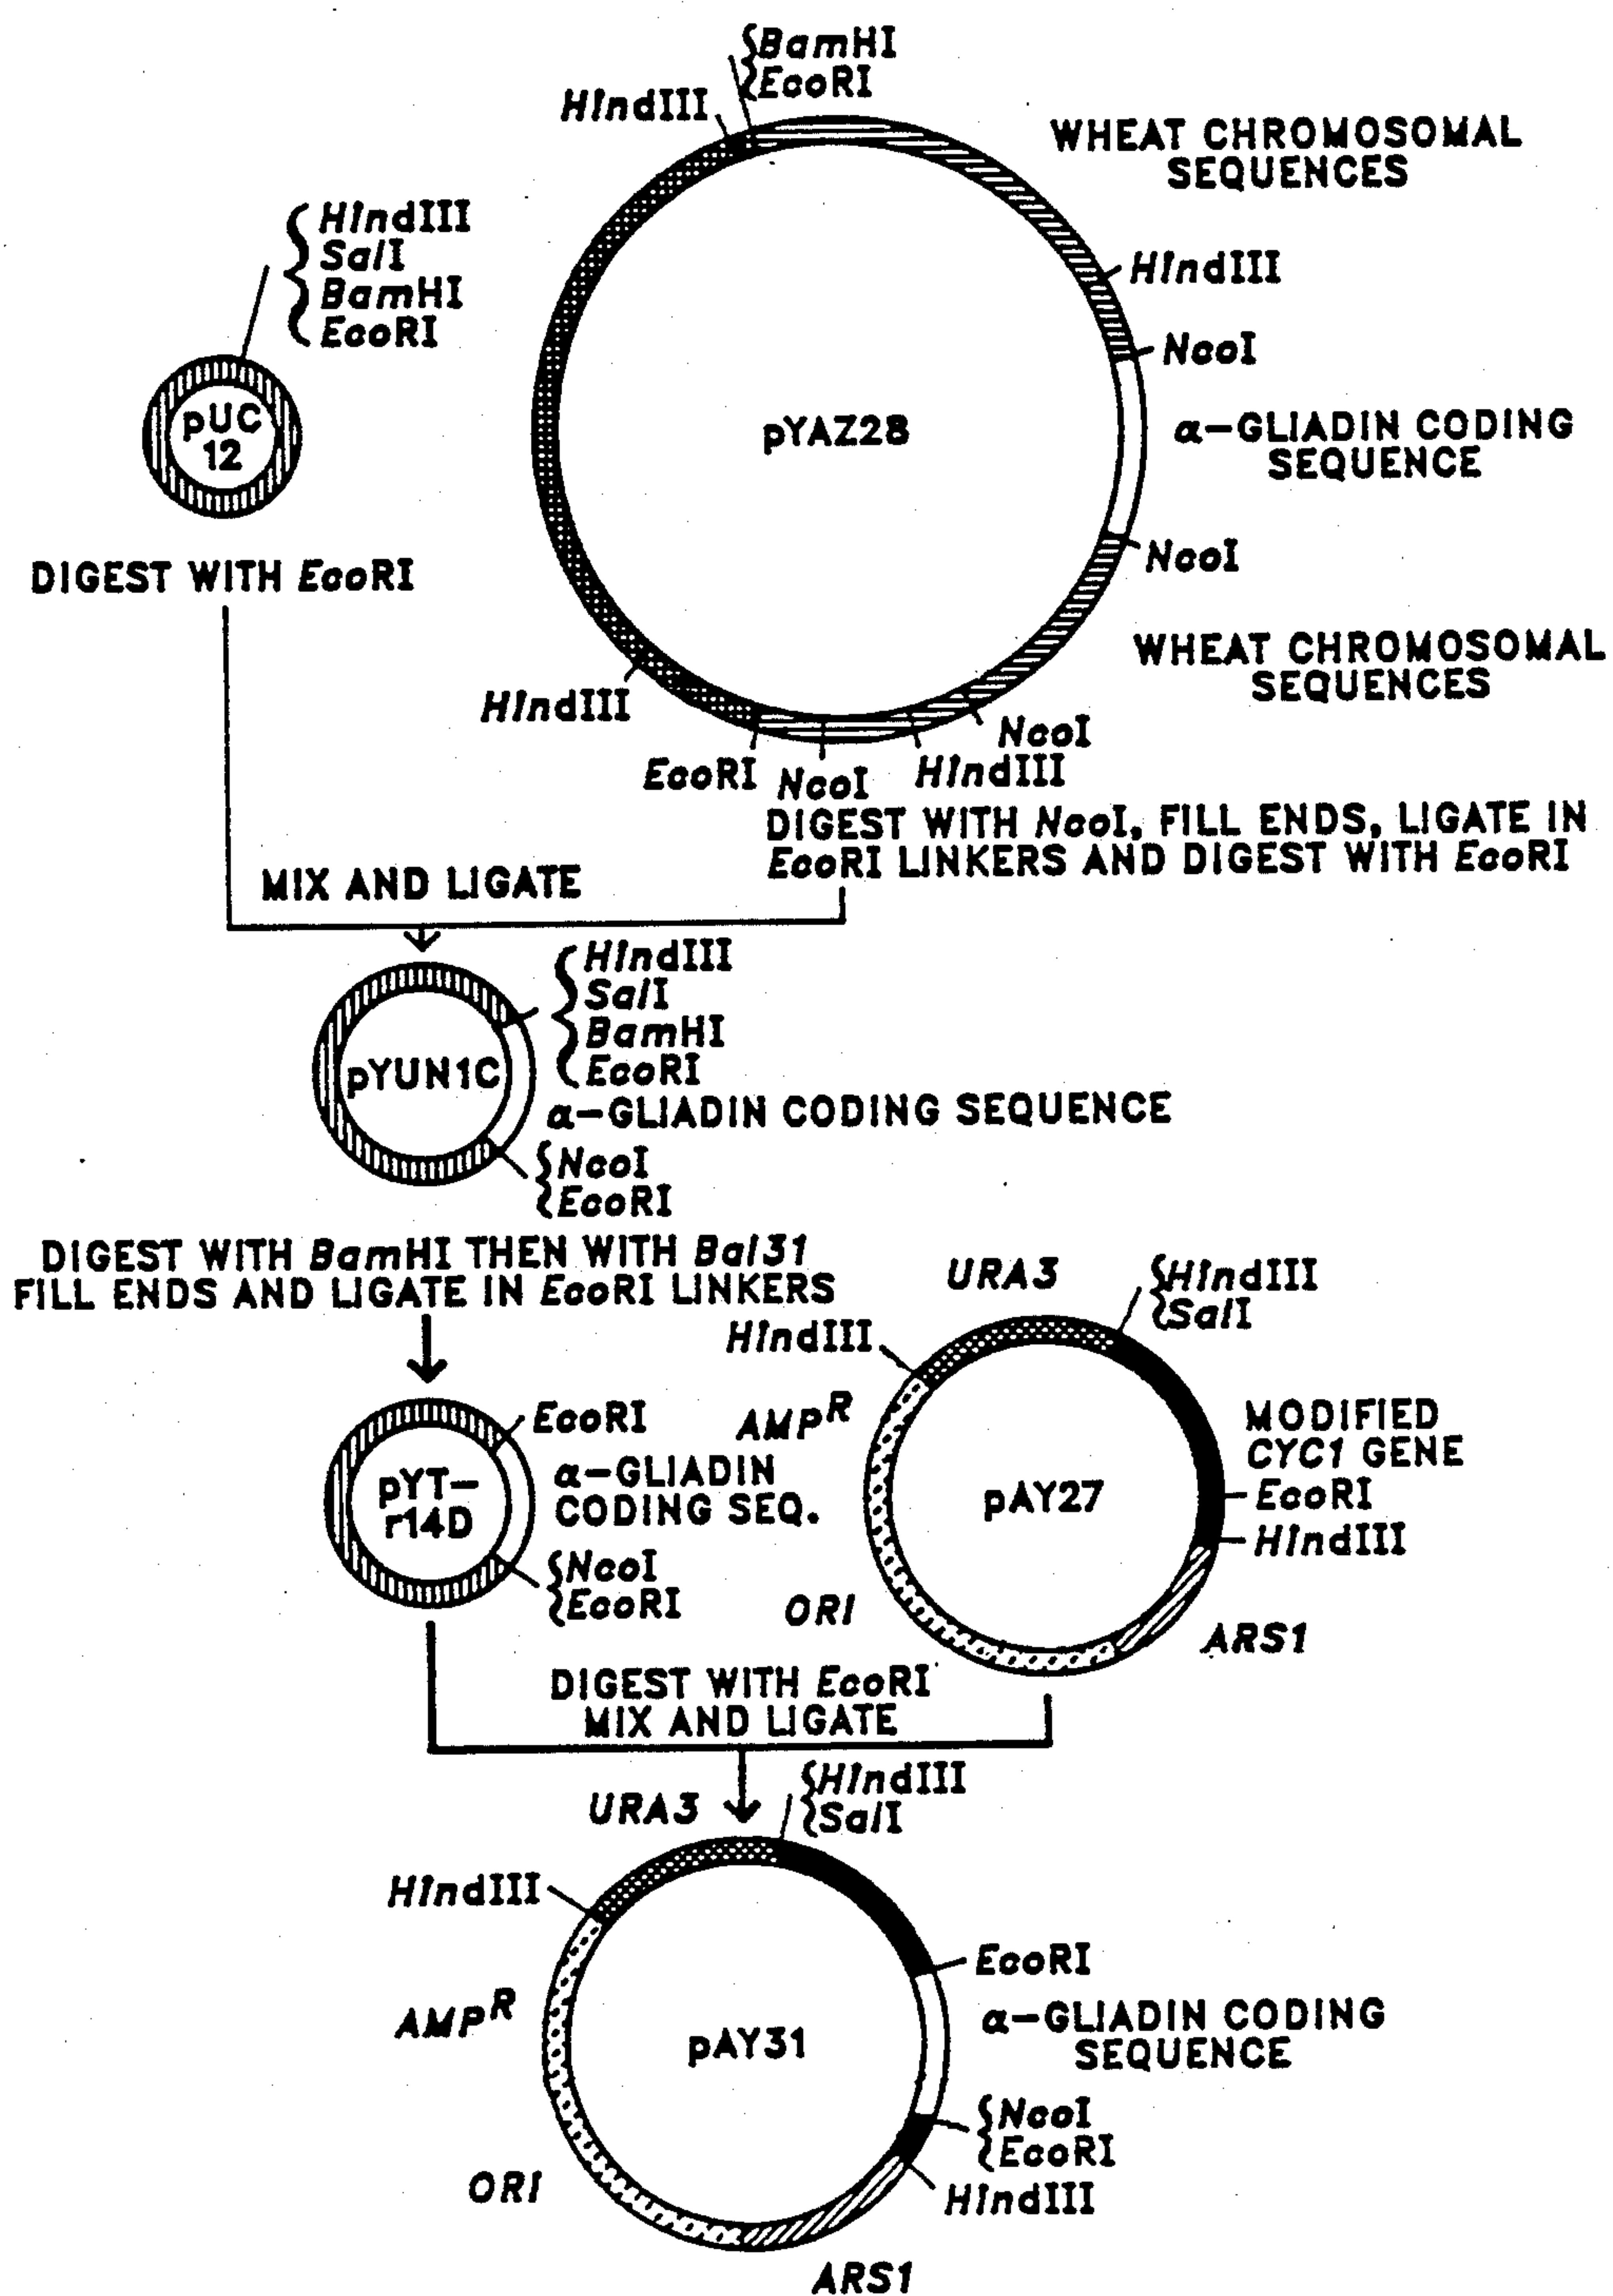 BamHI
EcoRI
HindIII
WHEAT CHROMOSOMAL
SEQUENCES
HindIII
SalI
BamHI
EcoRI
HindIII
NcoI
pUC
12
pYAZ28
α-GLIADIN CODING
SEQUENCE
NcoI
DIGEST WITH EcoRI
WHEAT CHROMOSOMAL
SEQUENCES
HindIII
NcoI
EcoRI
NcoI
HindIII
DIGEST WITH NcoI, FILL ENDS, LIGATE IN
EcoRI LINKERS AND DIGEST WITH EcoRI
MIX AND LIGATE
HindIII
SalI
BamHI
EcoRI
pYUN1C
α-GLIADIN CODING SEQUENCE
NcoI
EcoRI
DIGEST WITH BamHI THEN WITH Bal31
FILL ENDS AND LIGATE IN EcoRI LINKERS
URA3
HindIII
SalI
HindIII
AMPR
MODIFIED
CYC1 GENE
EcoRI
HindIII
pAY27
ORI
ARS1
EcoRI
α-GLIADIN
CODING SEQ.
pYT-
r14D
NcoI
EcoRI
DIGEST WITH EcoRI
MIX AND LIGATE
URA3
HindIII
SalI
HindIII
EcoRI
AMPR
pAY31
α-GLIADIN CODING
SEQUENCE
NcoI
EcoRI
HindIII
ORI
ARS1